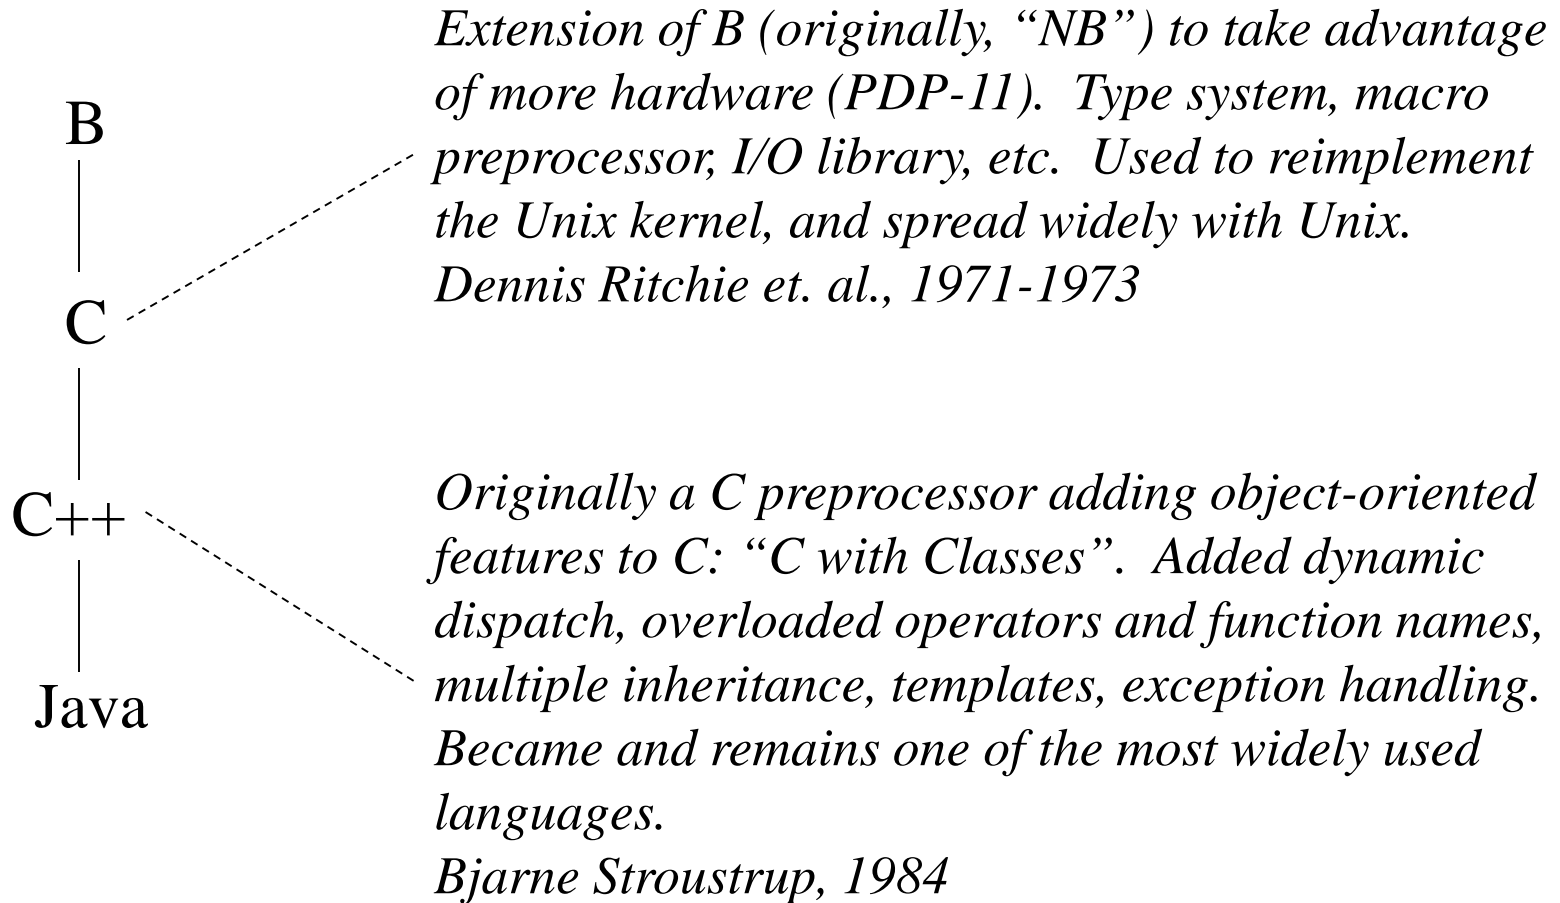 B
C
C++
Java
Extension of B (originally, “NB”) to take advantage
of more hardware (PDP-11).  Type system, macro
preprocessor, I/O library, etc.  Used to reimplement
the Unix kernel, and spread widely with Unix.
Dennis Ritchie et. al., 1971-1973
Originally a C preprocessor adding object-oriented
features to C: “C with Classes”.  Added dynamic
dispatch, overloaded operators and function names,
multiple inheritance, templates, exception handling.
Became and remains one of the most widely used
languages.
Bjarne Stroustrup, 1984